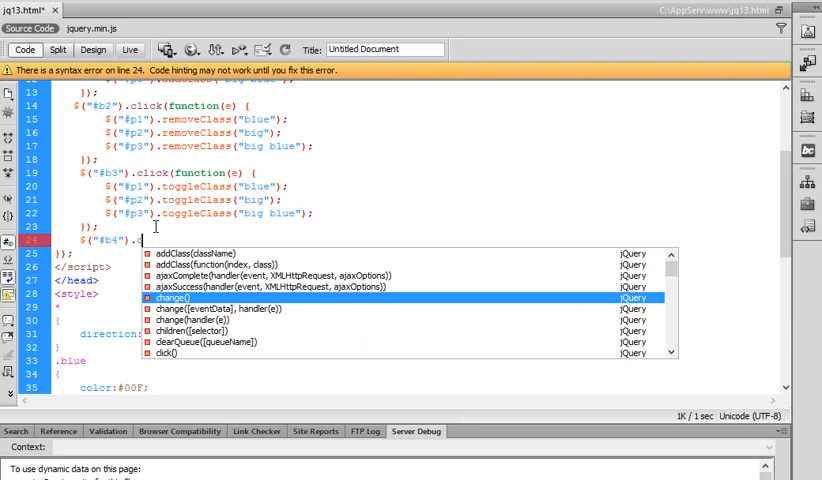 jq13.html* ×
C:\AppServ\www\jq13.html
Source Code jquery.min.js
Code Split Design Live Title: Untitled Document
There is a syntax error on line 24. Code hinting may not work until you fix this error.
13 });
14 $("#b2").click(function(e) {
15 $("#p1").removeClass("blue");
16 $("#p2").removeClass("big");
17 $("#p3").removeClass("big blue");
18 });
19 $("#b3").click(function(e) {
20 $("#p1").toggleClass("blue");
21 $("#p2").toggleClass("big");
22 $("#p3").toggleClass("big blue");
23 });
24 $("#b4").c
25 });
26 </script>
27 </head>
28 <style>
29 *
30 {
31 direction:
32 }
33 .blue
34 {
35 color:#00F;
addClass(className) jQuery
addClass(function(index, class)) jQuery
ajaxComplete(handler(event, XMLHttpRequest, ajaxOptions) jQuery
ajaxSuccess(handler(event, XMLHttpRequest, ajaxOptions) jQuery
change() jQuery
change([eventData], handler(e)) jQuery
change(handler(e)) jQuery
children([selector]) jQuery
clearQueue([queueName]) jQuery
click() jQuery
1K / 1 sec Unicode (UTF-8)
Search Reference Validation Browser Compatibility Link Checker Site Reports FTP Log Server Debug
Context:
To use dynamic data on this page: